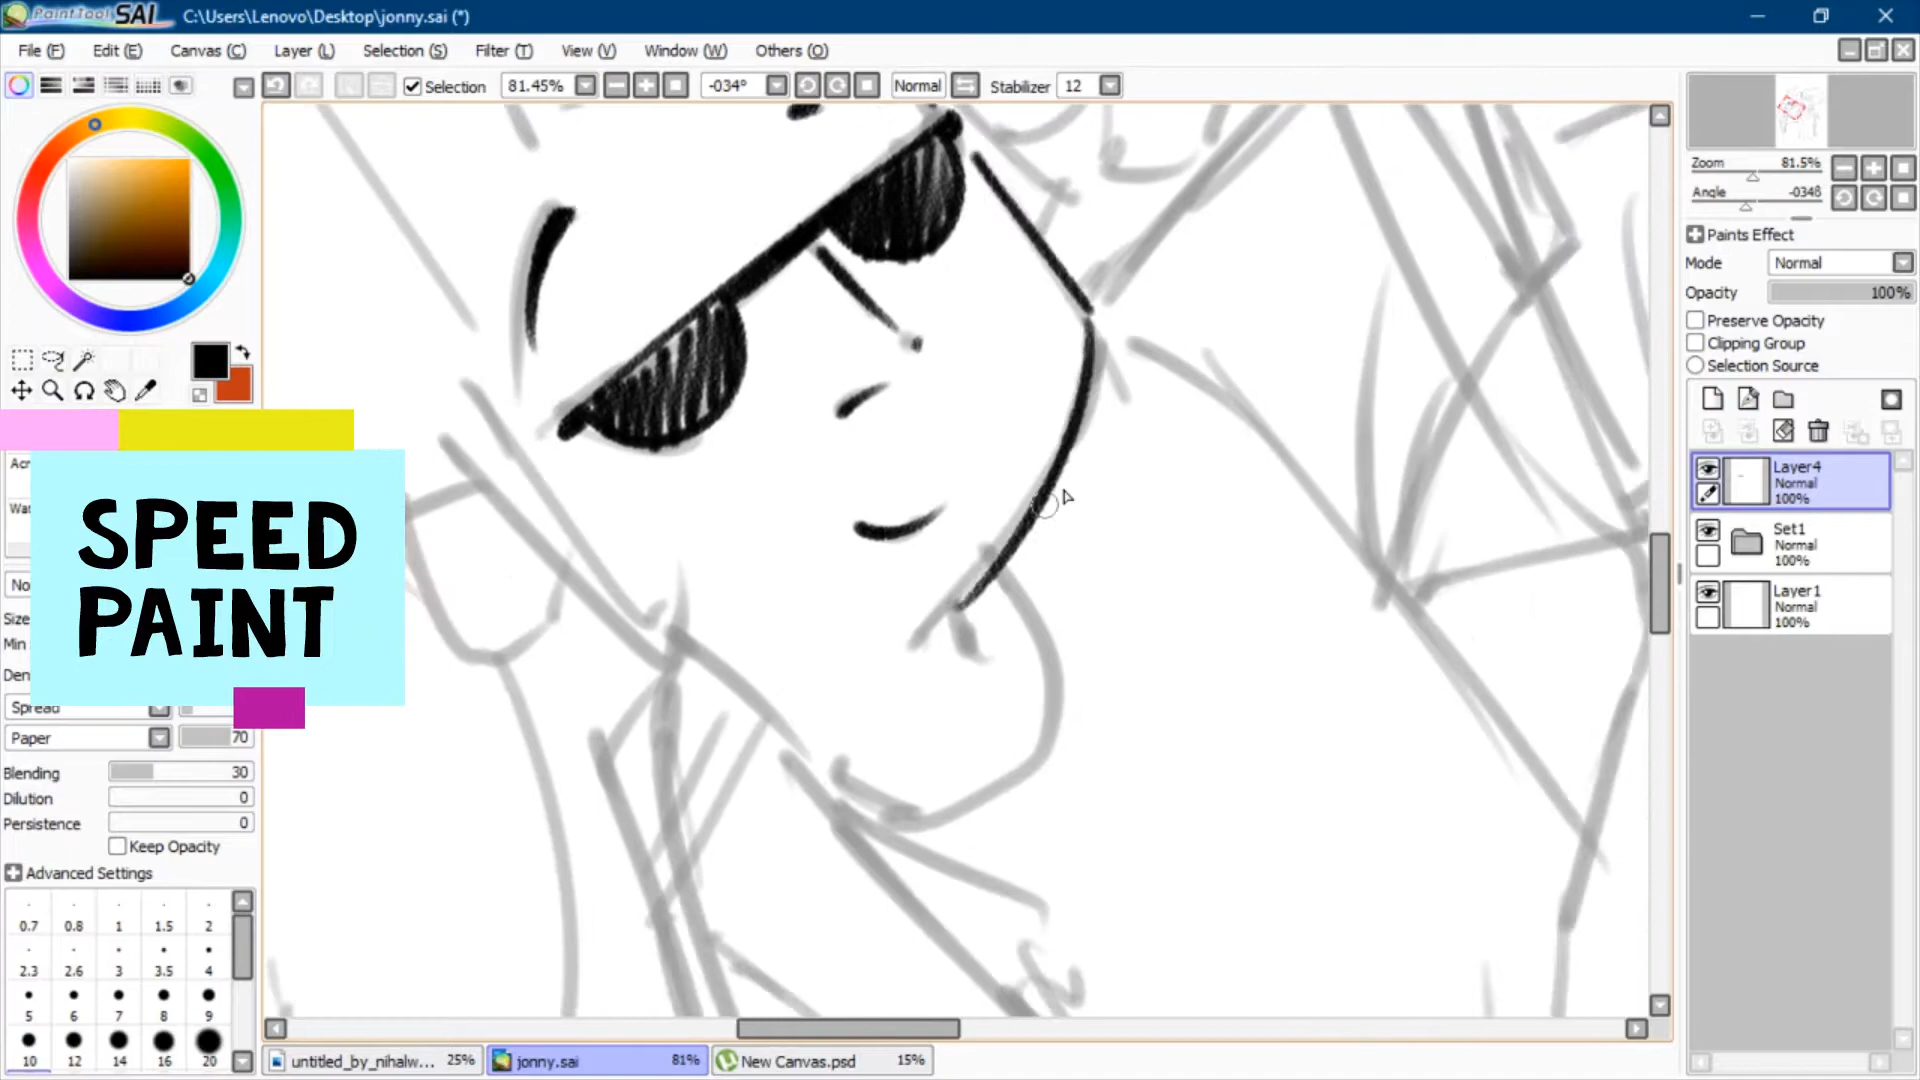 PaintTool SAI C:\Users\Lenovo\Desktop\jonny.sai (*)
File (F) Edit (E) Canvas (C) Layer (L) Selection (S) Filter (T) View (V) Window (W) Others (O)
Selection 81.45% -034° Normal Stabilizer 12
Zoom 81.5%
Angle -034
Paints Effect
Mode Normal
Opacity 100%
Preserve Opacity
Clipping Group
Selection Source
Layer4
Normal
100%
Set1
Normal
100%
Layer1
Normal
100%
SPEED
PAINT
Acr
No
Size
Min
Den
Spread
Paper 70
Blending 30
Dilution 0
Persistence 0
Keep Opacity
Advanced Settings
0.7 0.8 1 1.5 2
2.3 2.6 3 3.5 4
5 6 7 8 9
10 12 14 16 20
untitled_by_nihalw... 25% jonny.sai 81% New Canvas.psd 15%